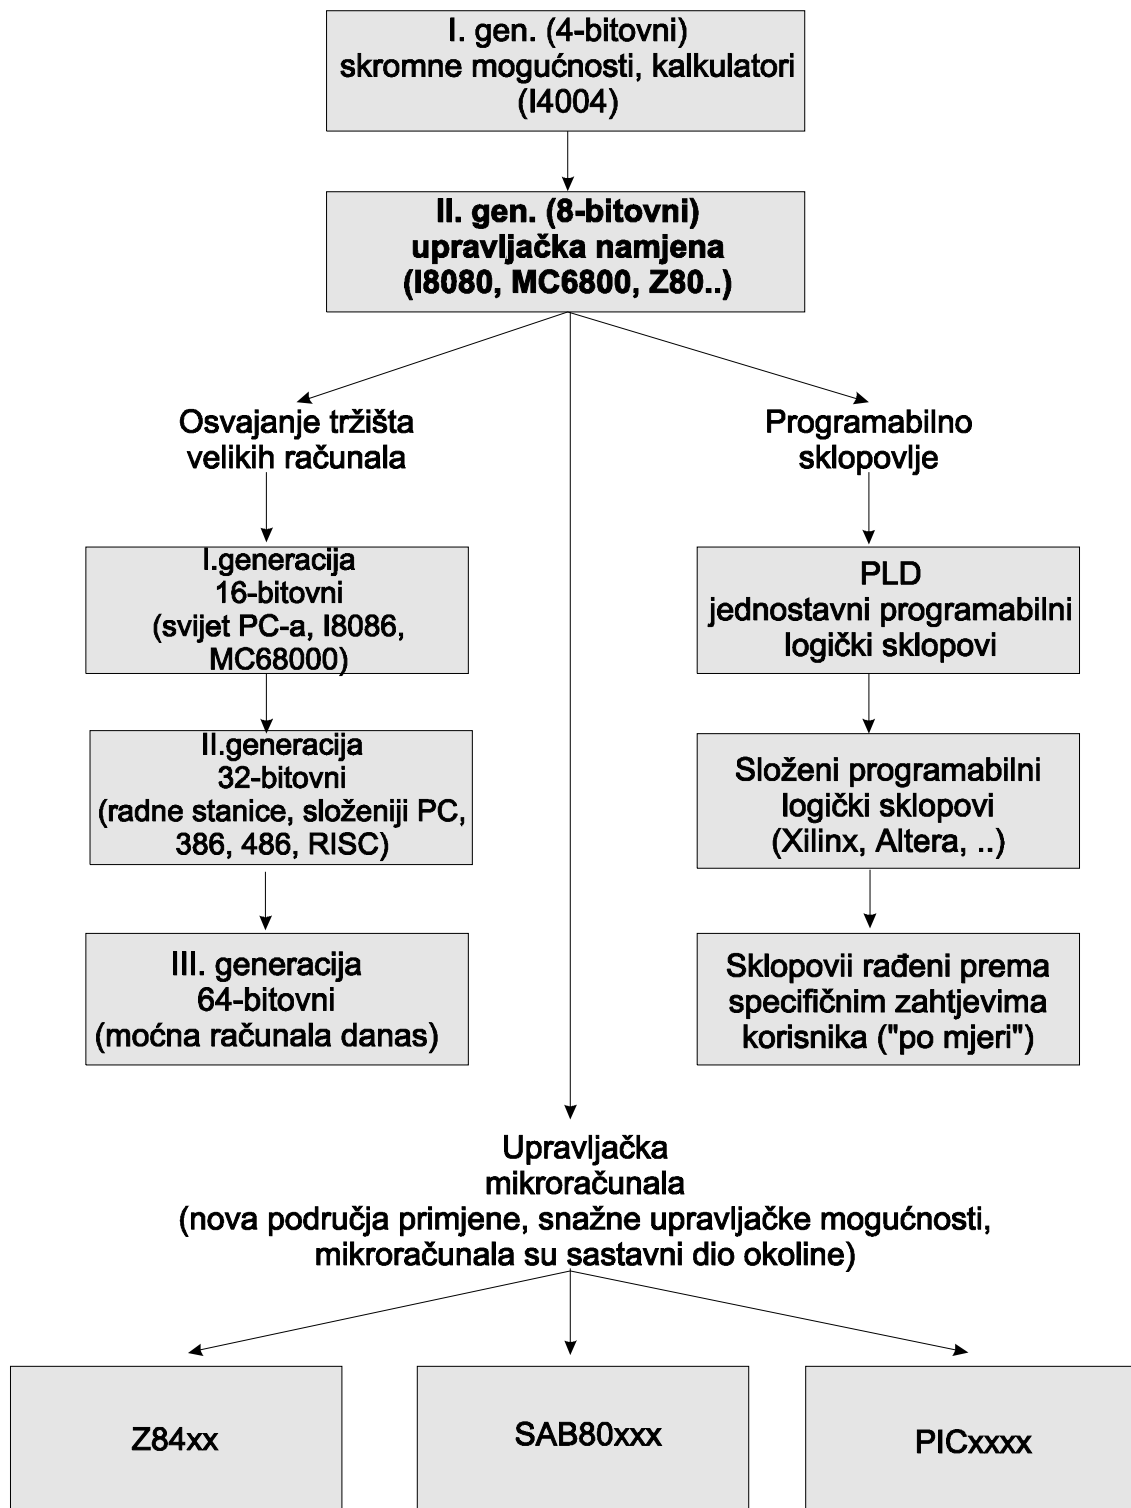 I. gen. (4-bitovni)
skromne mogućnosti, kalkulatori
(I4004)
II. gen. (8-bitovni)
upravljačka namjena
(I8080, MC6800, Z80..)
Osvajanje tržišta
velikih računala
I.generacija
16-bitovni
(svijet PC-a, I8086,
MC68000)
II.generacija
32-bitovni
(radne stanice, složeniji PC,
386, 486, RISC)
III. generacija
64-bitovni
(moćna računala danas)
Programabilno
sklopovlje
PLD
jednostavni programabilni
logički sklopovi
Složeni programabilni
logički sklopovi
(Xilinx, Altera, ..)
Sklopovii rađeni prema
specifičnim zahtjevima
korisnika ("po mjeri")
Upravljačka
mikroračunala
(nova područja primjene, snažne upravljačke mogućnosti,
mikroračunala su sastavni dio okoline)
Z84xx
SAB80xxx
PICxxxx